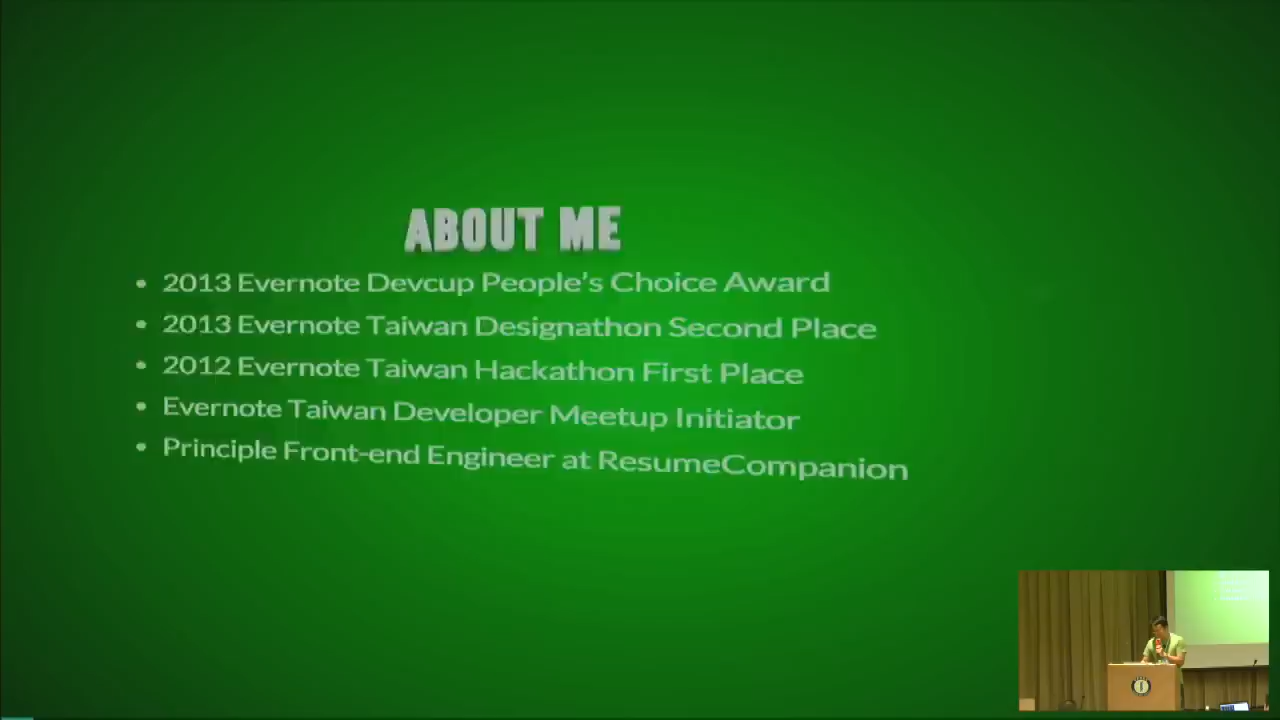 ABOUT ME
• 2013 Evernote Devcup People's Choice Award
• 2013 Evernote Taiwan Designathon Second Place
• 2012 Evernote Taiwan Hackathon First Place
• Evernote Taiwan Developer Meetup Initiator
• Principle Front-end Engineer at ResumeCompanion